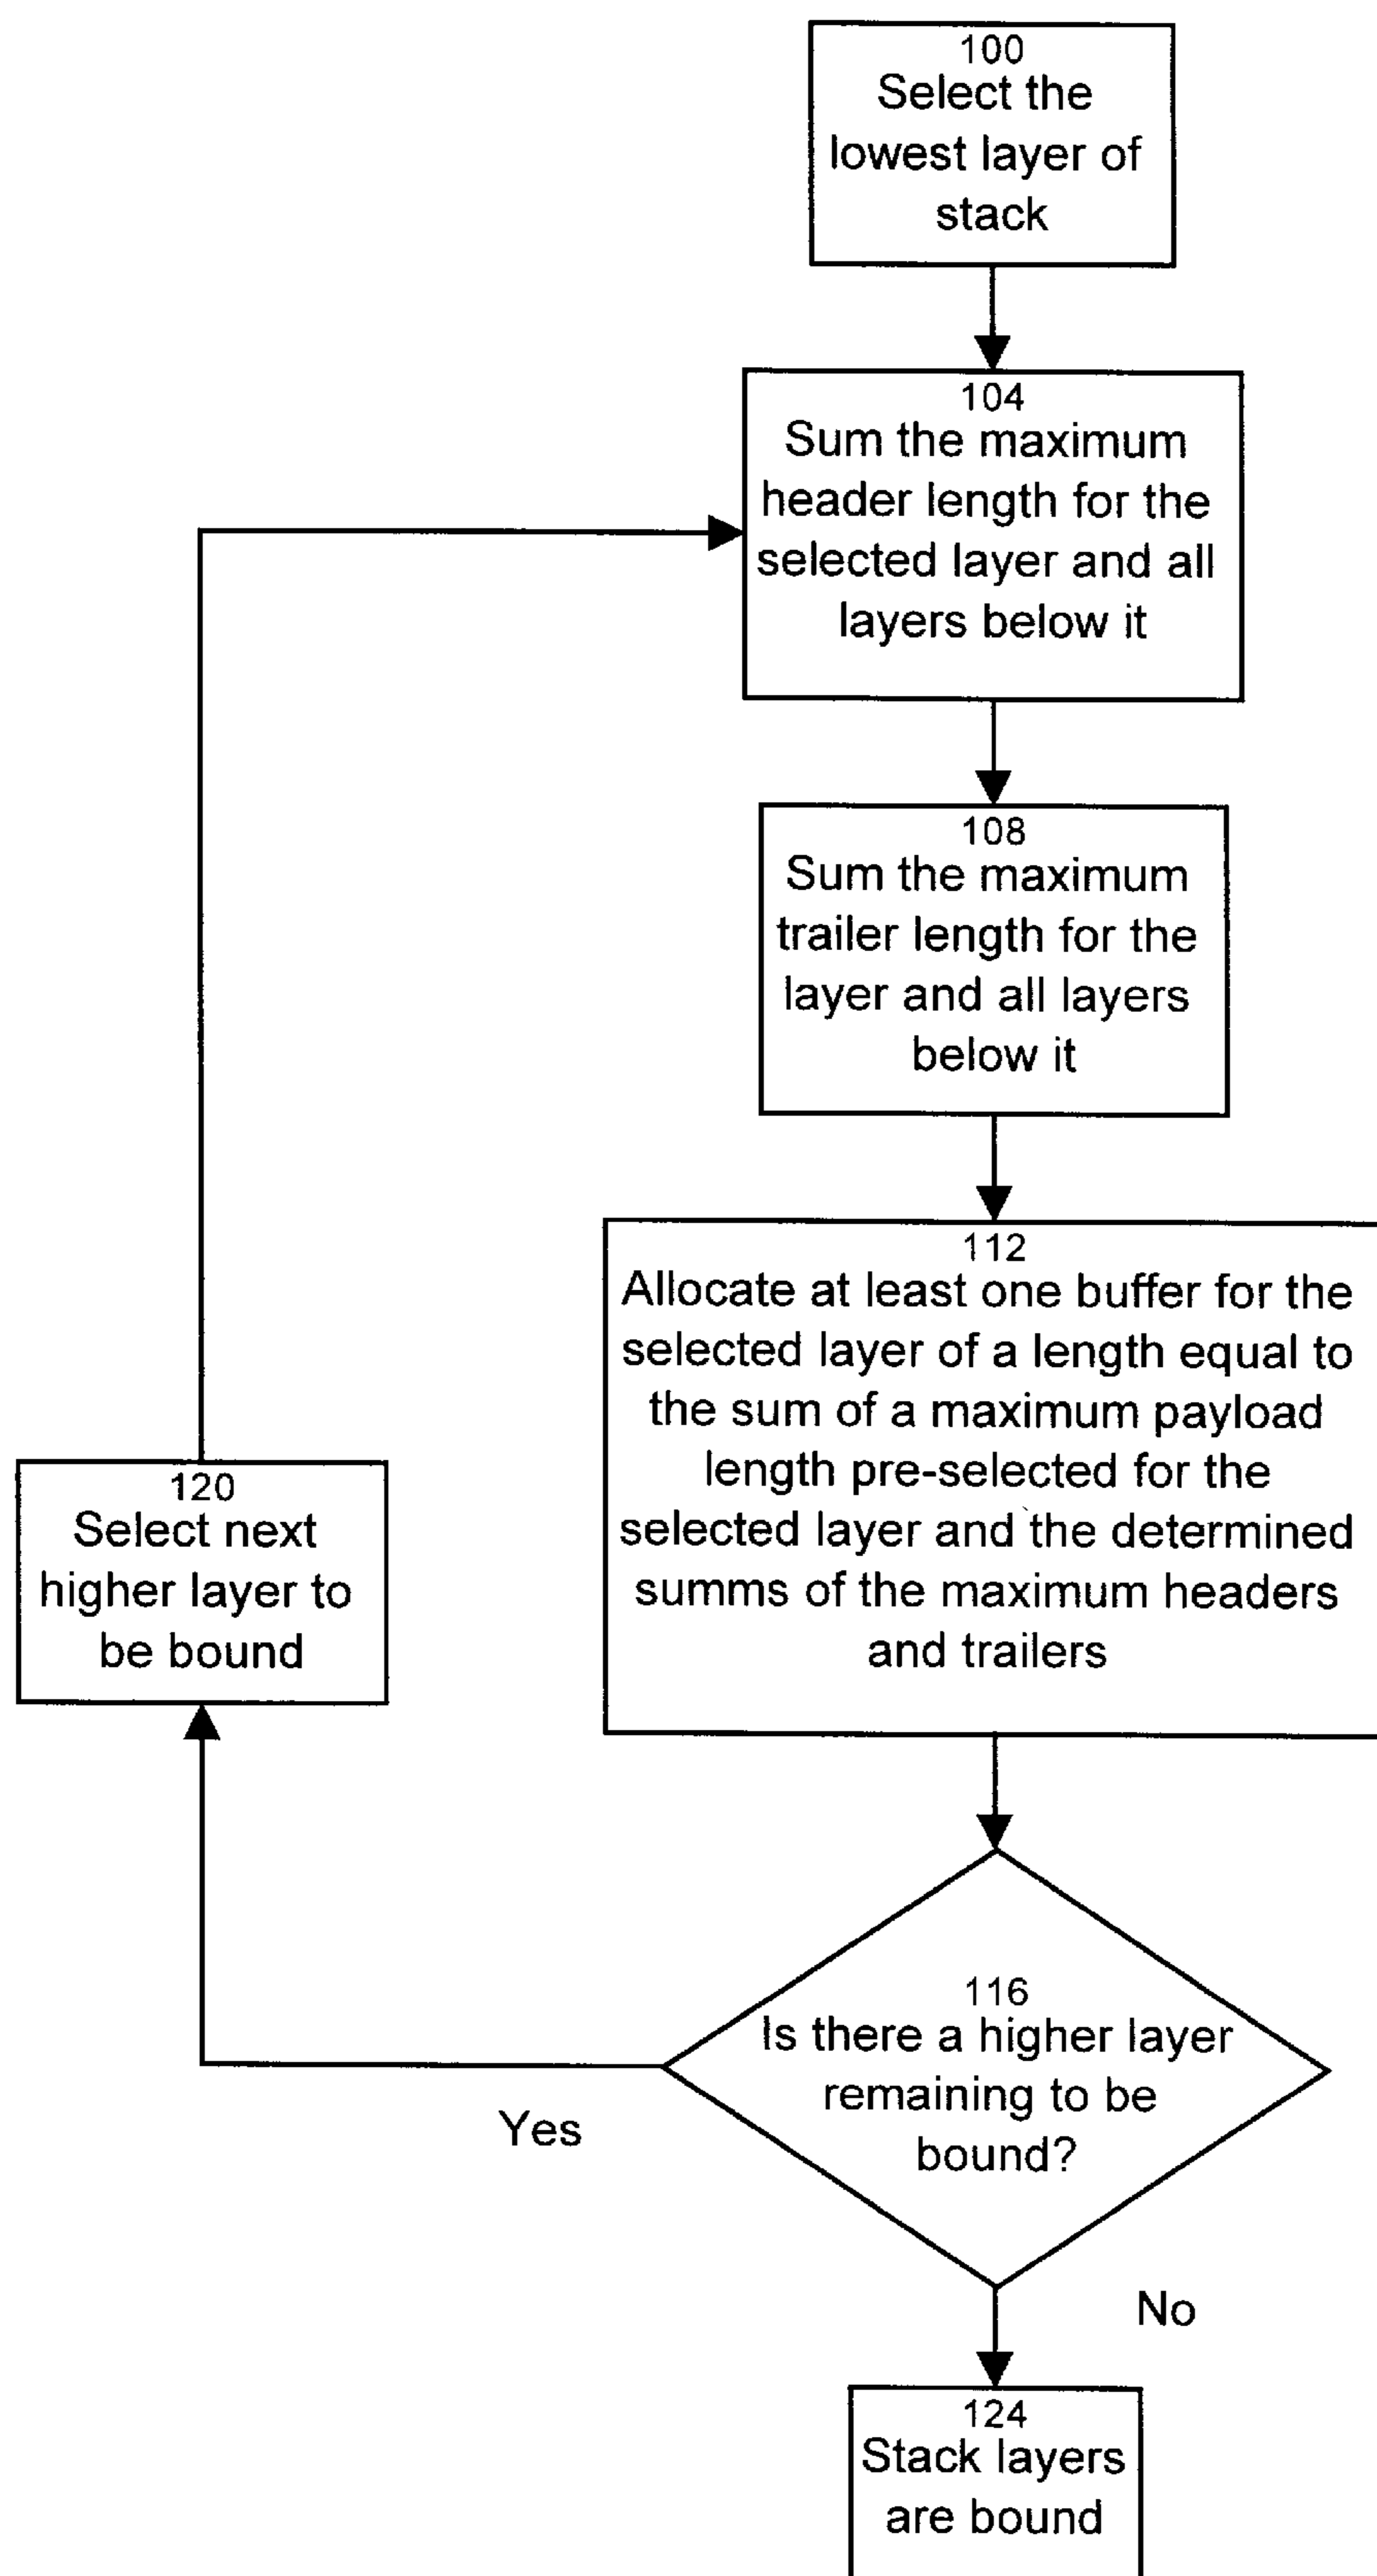 100
Select the
lowest layer of
stack
104
Sum the maximum
header length for the
selected layer and all
layers below it
108
Sum the maximum
trailer length for the
layer and all layers
below it
112
Allocate at least one buffer for the
selected layer of a length equal to
the sum of a maximum payload
length pre-selected for the
selected layer and the determined
summs of the maximum headers
and trailers
120
Select next
higher layer to
be bound
116
Is there a higher layer
remaining to be
bound?
Yes
No
124
Stack layers
are bound